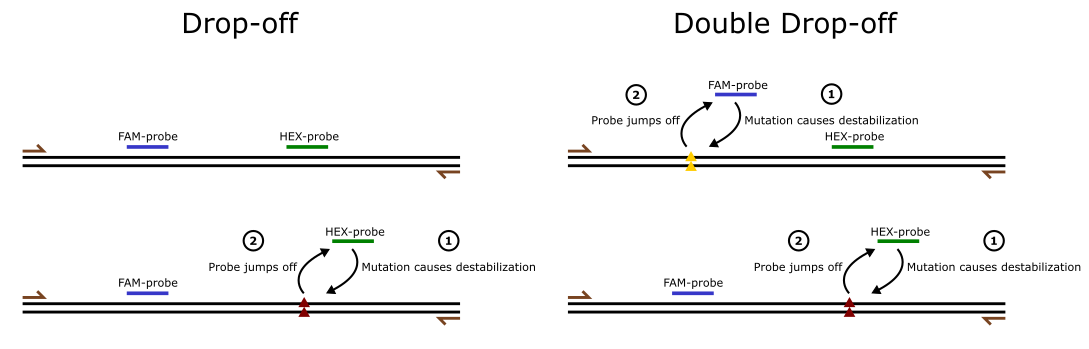 Drop-off
FAM-probe
HEX-probe
HEX-probe
2
1
Probe jumps off
Mutation causes destabilization
FAM-probe
Double Drop-off
FAM-probe
2
1
Probe jumps off
Mutation causes destabilization
HEX-probe
HEX-probe
2
1
Probe jumps off
Mutation causes destabilization
FAM-probe